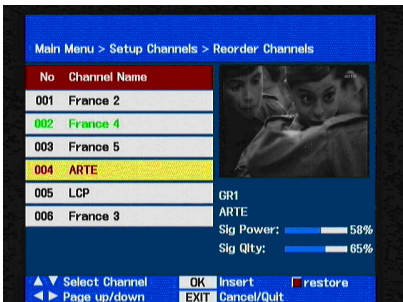 Main Menu > Setup Channels > Reorder Channels
No Channel Name
001 France 2
002 France 4
003 France 5
004 ARTE
005 LCP
006 France 3
arte
GR1
ARTE
Sig Power: 58%
Sig Qlty: 65%
▲ ▼ Select Channel OK Insert restore
◄ ► Page up/down EXIT Cancel/Quit